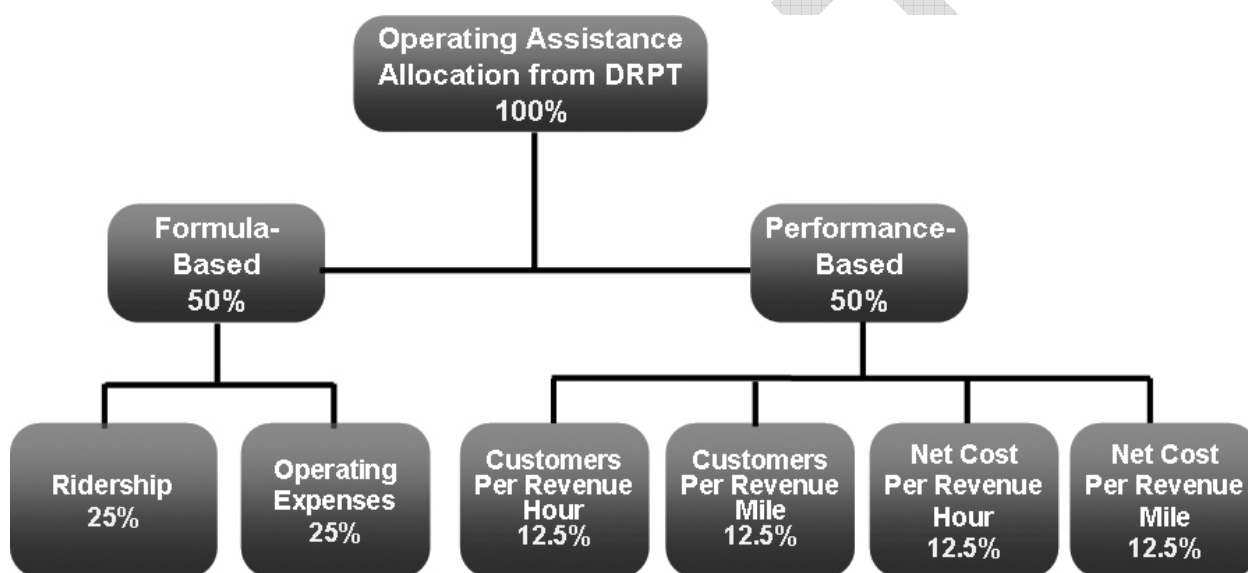 Operating Assistance
Allocation from DRPT
100%
Formula-
Based
50%
Performance-
Based
50%
Ridership
25%
Operating
Expenses
25%
Customers
Per Revenue
Hour
12.5%
Customers
Per Revenue
Mile
12.5%
Net Cost
Per Revenue
Hour
12.5%
Net Cost
Per Revenue
Mile
12.5%